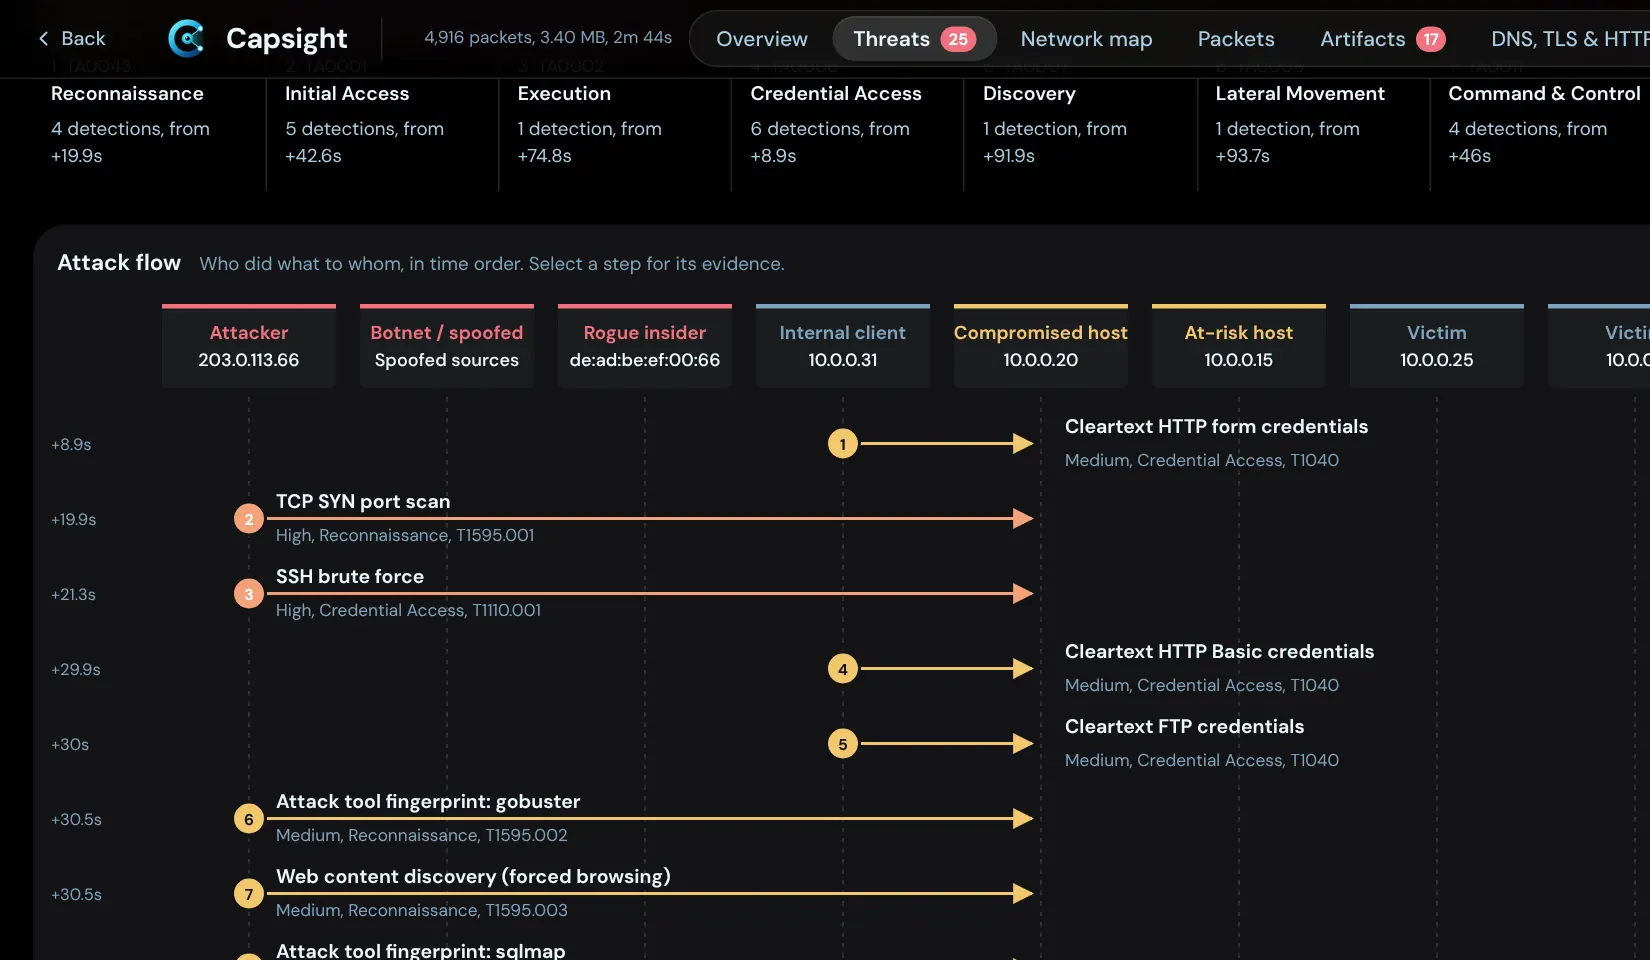 Back
Capsight
4,916 packets, 3.40 MB, 2m 44s
Overview
Threats 25
Network map
Packets
Artifacts 17
DNS, TLS & HTTP
1 TA0043
2 TA0001
3 TA0002
Reconnaissance
4 detections, from
+19.9s
Initial Access
5 detections, from
+42.6s
Execution
1 detection, from
+74.8s
Credential Access
6 detections, from
+8.9s
Discovery
1 detection, from
+91.9s
Lateral Movement
1 detection, from
+93.7s
Command & Control
4 detections, from
+46s
Attack flow Who did what to whom, in time order. Select a step for its evidence.
Attacker
203.0.113.66
Botnet / spoofed
Spoofed sources
Rogue insider
de:ad:be:ef:00:66
Internal client
10.0.0.31
Compromised host
10.0.0.20
At-risk host
10.0.0.15
Victim
10.0.0.25
+8.9s
1
Cleartext HTTP form credentials
Medium, Credential Access, T1040
+19.9s
2
TCP SYN port scan
High, Reconnaissance, T1595.001
+21.3s
3
SSH brute force
High, Credential Access, T1110.001
+29.9s
4
Cleartext HTTP Basic credentials
Medium, Credential Access, T1040
+30s
5
Cleartext FTP credentials
Medium, Credential Access, T1040
+30.5s
6
Attack tool fingerprint: gobuster
Medium, Reconnaissance, T1595.002
+30.5s
7
Web content discovery (forced browsing)
Medium, Reconnaissance, T1595.003
Attack tool fingerprint: sqlmap